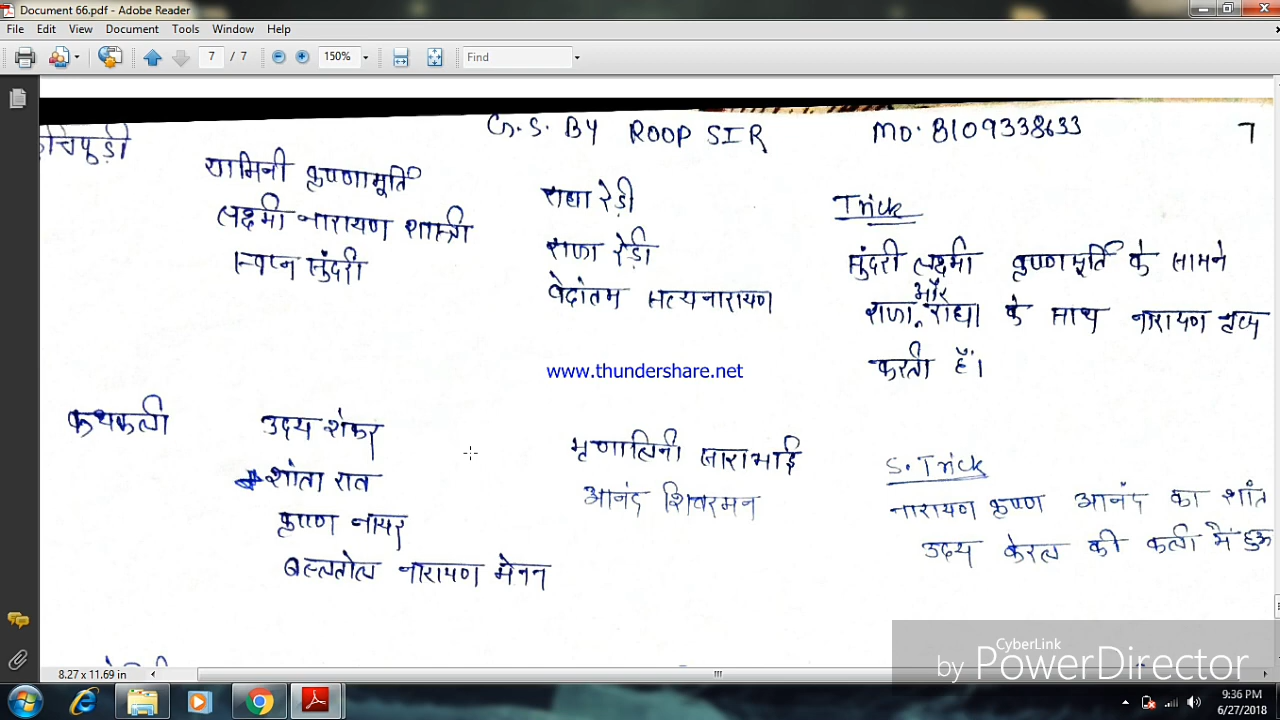 Document 66.pdf - Adobe Reader
File Edit View Document Tools Window Help
7 / 7 150% Find
G.S. BY ROOP SIR MO. 8109338633 7
कुचिपुड़ी
यामिनी कृष्णामूर्ति
लक्ष्मी नारायण शास्त्री
स्वप्न सुंदरी
राधा रेड़ी
राजा रेड़ी
वेदांतम सत्यनारायण
Trick
सुंदरी लक्ष्मी कृष्णमूर्ति के सामने
राजा और राधा के साथ नारायण नृत्य
करती हैं।
www.thundershare.net
कथकली
उदय शंकर
शांता राव
कृष्ण नायर
बल्लतोल नारायण मेनन
मृणालिनी साराभाई
आनंद शिवरमन
S. Trick
नारायण कृष्ण आनंद का शांत
उदय केरल की कली में हुआ
CyberLink
by PowerDirector
8.27 x 11.69 in
9:36 PM
6/27/2018